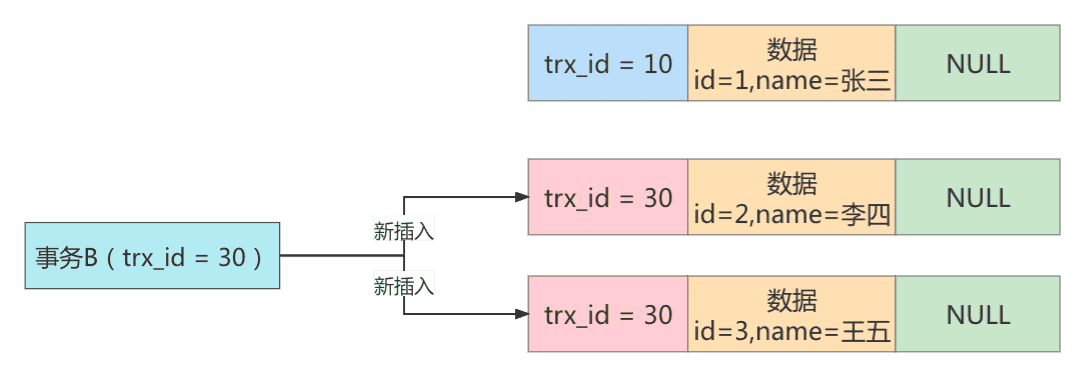 trx_id = 10
数据
id=1,name=张三
NULL
trx_id = 30
数据
id=2,name=李四
NULL
新插入
事务B（trx_id = 30）
新插入
trx_id = 30
数据
id=3,name=王五
NULL